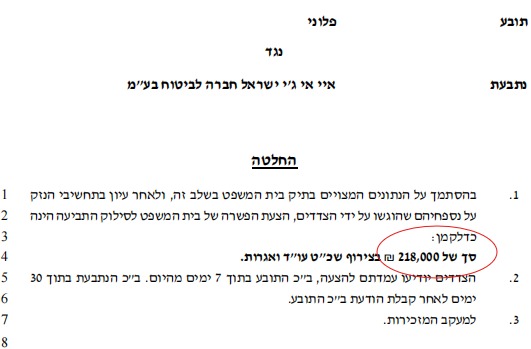 תובע פלוני
נגד
נתבעת איי אי ג'י ישראל חברה לביטוח בע"מ
החלטה
1. בהסתמך על הנתונים המצויים בתיק בית המשפט בשלב זה, ולאחר עיון בתחשיבי הנזק 1
על נספחיהם שהוגשו על ידי הצדדים, הצעת הפשרה של בית המשפט לסילוק התביעה הינה 2
כדלקמן: 3
סך של 218,000 ₪ בצירוף שכ"ט עו"ד ואגרות. 4
2. הצדדים יודיעו עמדתם להצעה, ב"כ התובע בתוך 7 ימים מהיום. ב"כ הנתבעת בתוך 30 5
ימים לאחר קבלת הודעת ב"כ התובע. 6
3. למעקב המזכירות. 7
8